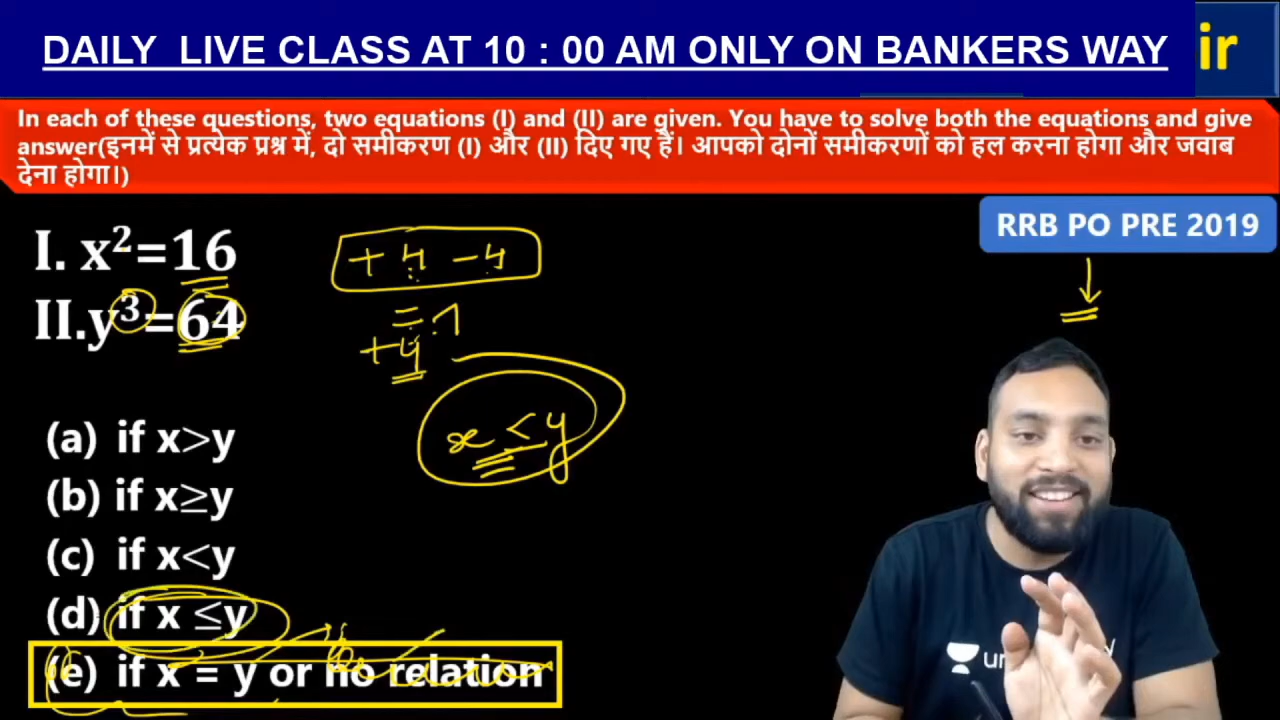 DAILY LIVE CLASS AT 10 : 00 AM ONLY ON BANKERS WAY
ir
In each of these questions, two equations (I) and (II) are given. You have to solve both the equations and give
answer(इनमें से प्रत्येक प्रश्न में, दो समीकरण (I) और (II) दिए गए हैं। आपको दोनों समीकरणों को हल करना होगा और जवाब
देना होगा।)
RRB PO PRE 2019
I. x²=16
+4 -4
II.y³=64
=
+4
x≤y
(a) if x>y
(b) if x≥y
(c) if x<y
(d) if x ≤y
(e) if x = y or no relation
un
y